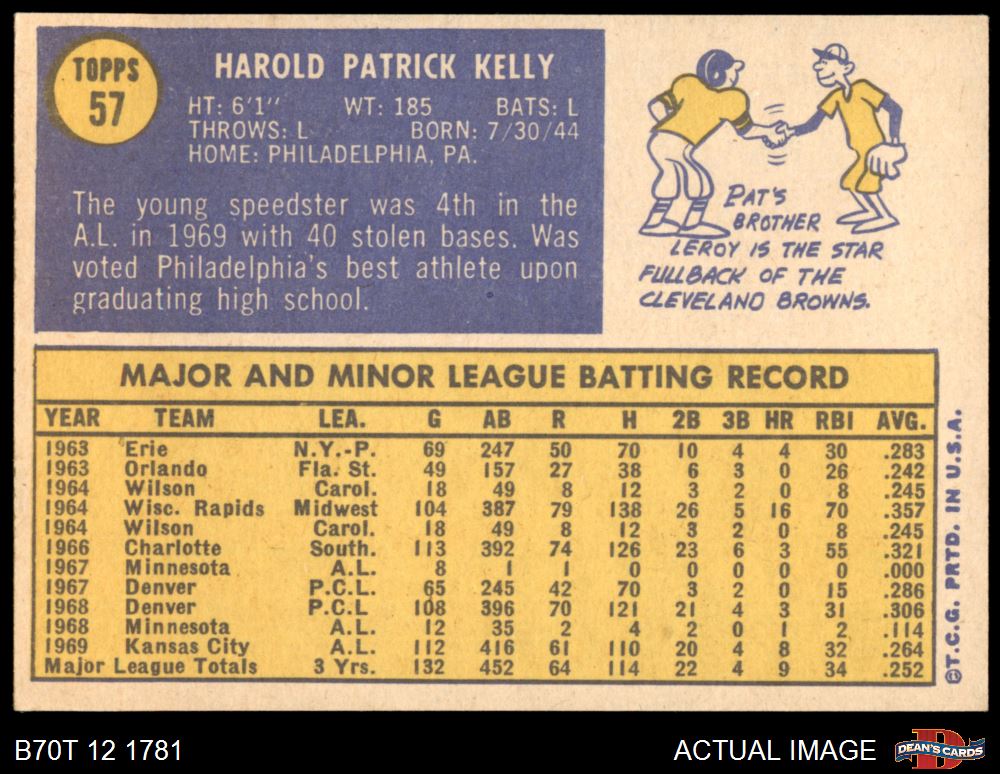 TOPPS
57
HAROLD PATRICK KELLY
HT: 6'1" WT: 185 BATS: L
THROWS: L BORN: 7/30/44
HOME: PHILADELPHIA, PA.
The young speedster was 4th in the
A.L. in 1969 with 40 stolen bases. Was
voted Philadelphia's best athlete upon
graduating high school.
PAT'S
BROTHER
LEROY IS THE STAR
FULLBACK OF THE
CLEVELAND BROWNS.
MAJOR AND MINOR LEAGUE BATTING RECORD
YEAR TEAM LEA. G AB R H 2B 3B HR RBI AVG.
1963 Erie N.Y.-P. 69 247 50 70 10 4 4 30 .283
1963 Orlando Fla. St. 49 157 27 38 6 3 0 26 .242
1964 Wilson Carol. 18 49 8 12 3 2 0 8 .245
1964 Wisc. Rapids Midwest 104 387 79 138 26 5 16 70 .357
1964 Wilson Carol. 18 49 8 12 3 2 0 8 .245
1966 Charlotte South. 113 392 74 126 23 6 3 55 .321
1967 Minnesota A.L. 8 1 1 0 0 0 0 0 .000
1967 Denver P.C.L. 65 245 42 70 3 2 0 15 .286
1968 Denver P.C.L 108 396 70 121 21 4 3 31 .306
1968 Minnesota A.L. 12 35 2 4 2 0 1 2 .114
1969 Kansas City A.L. 112 416 61 110 20 4 8 32 .264
Major League Totals 3 Yrs. 132 452 64 114 22 4 9 34 .252
©T.C.G. PRTD. IN U.S.A.
B70T 12 1781
ACTUAL IMAGE
D
DEAN'S CARDS